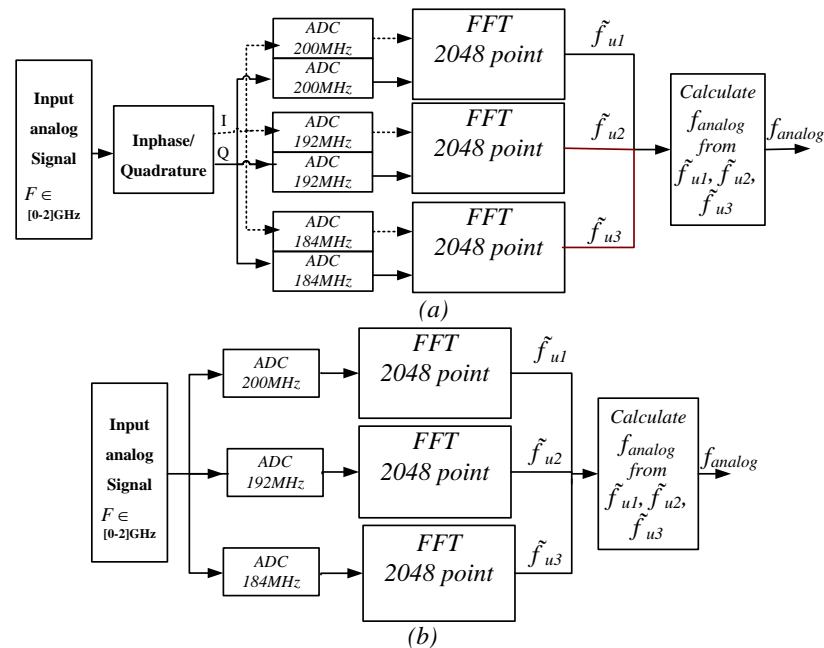 Input
analog
Signal
F ∈
[0-2]GHz
Inphase/
Quadrature
I
Q
ADC
200MHz
ADC
200MHz
ADC
192MHz
ADC
192MHz
ADC
184MHz
ADC
184MHz
FFT
2048 point
FFT
2048 point
FFT
2048 point
f̃u1
f̃u2
f̃u3
Calculate
fanalog
from
f̃u1, f̃u2,
f̃u3
fanalog
(a)
Input
analog
Signal
F ∈
[0-2]GHz
ADC
200MHz
ADC
192MHz
ADC
184MHz
FFT
2048 point
FFT
2048 point
FFT
2048 point
f̃u1
f̃u2
f̃u3
Calculate
fanalog
from
f̃u1, f̃u2,
f̃u3
fanalog
(b)